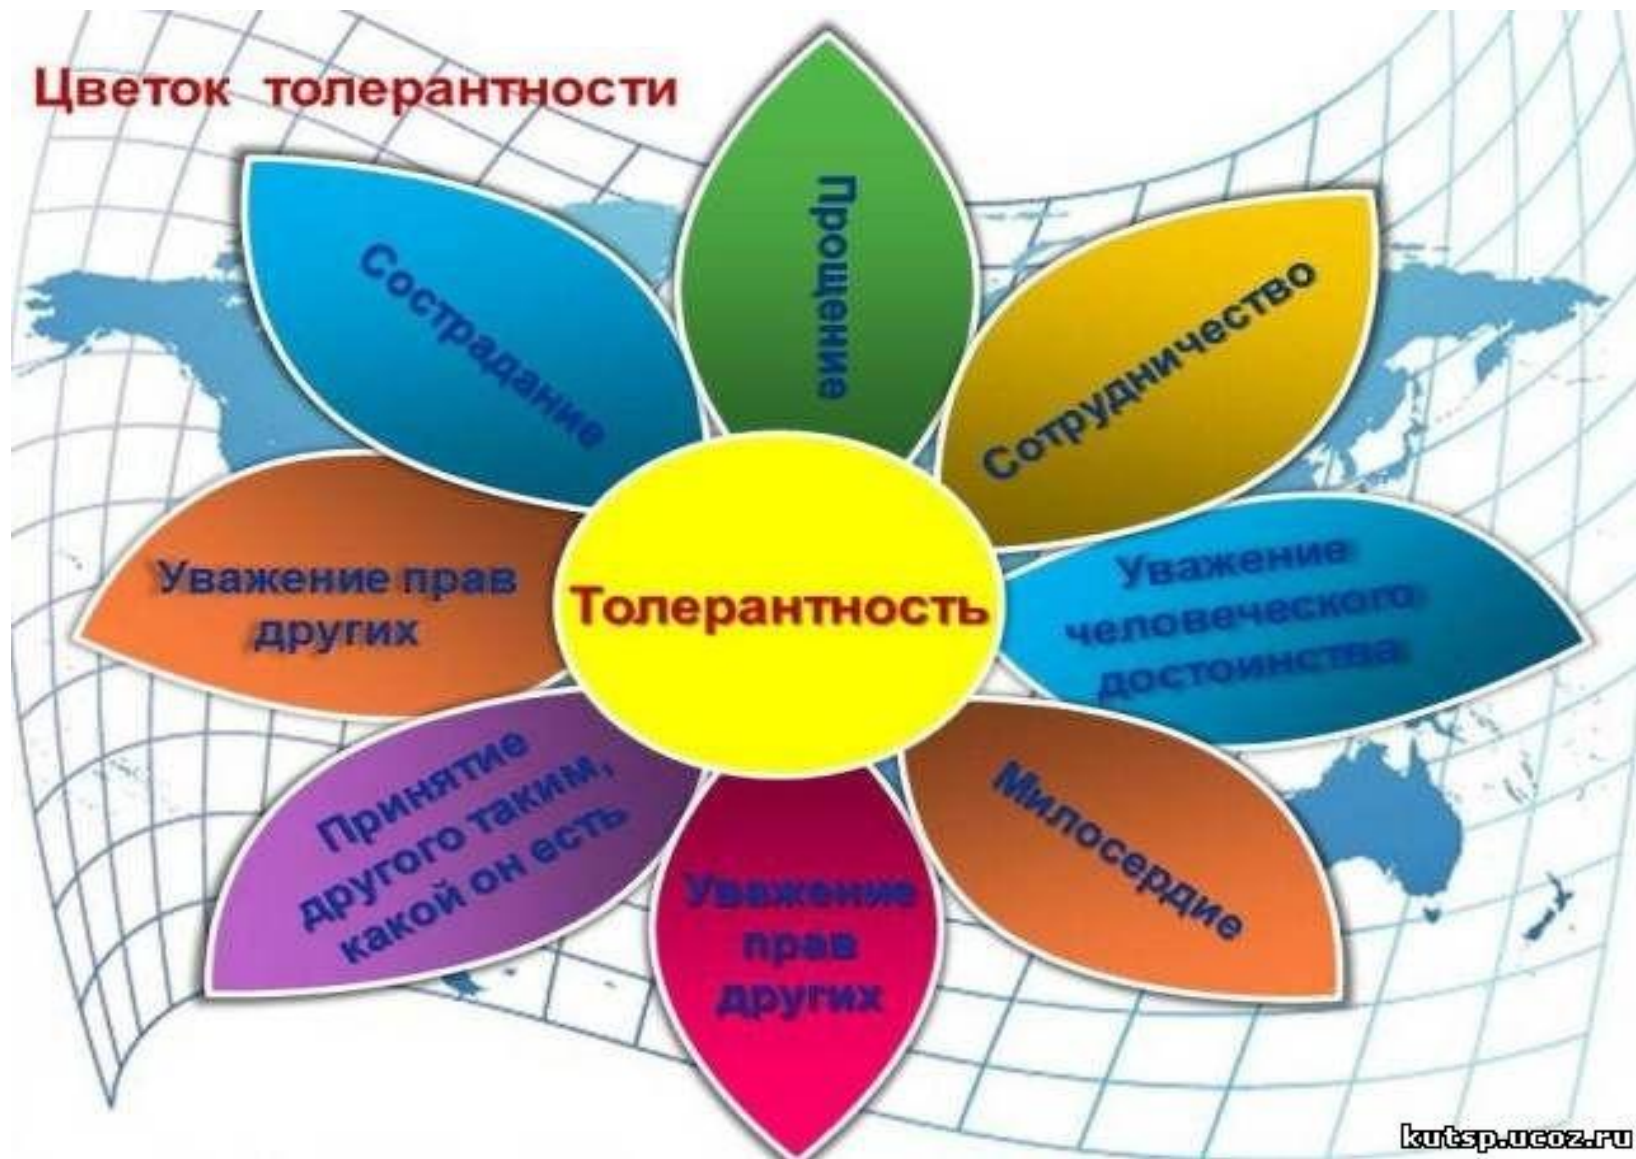 Цветок толерантности
Прощение
Сострадание
Сотрудничество
Уважение прав
других
Толерантность
Уважение
человеческого
достоинства
Принятие
другого таким,
какой он есть
Уважение
прав
других
Милосердие
kutsp.ucoz.ru